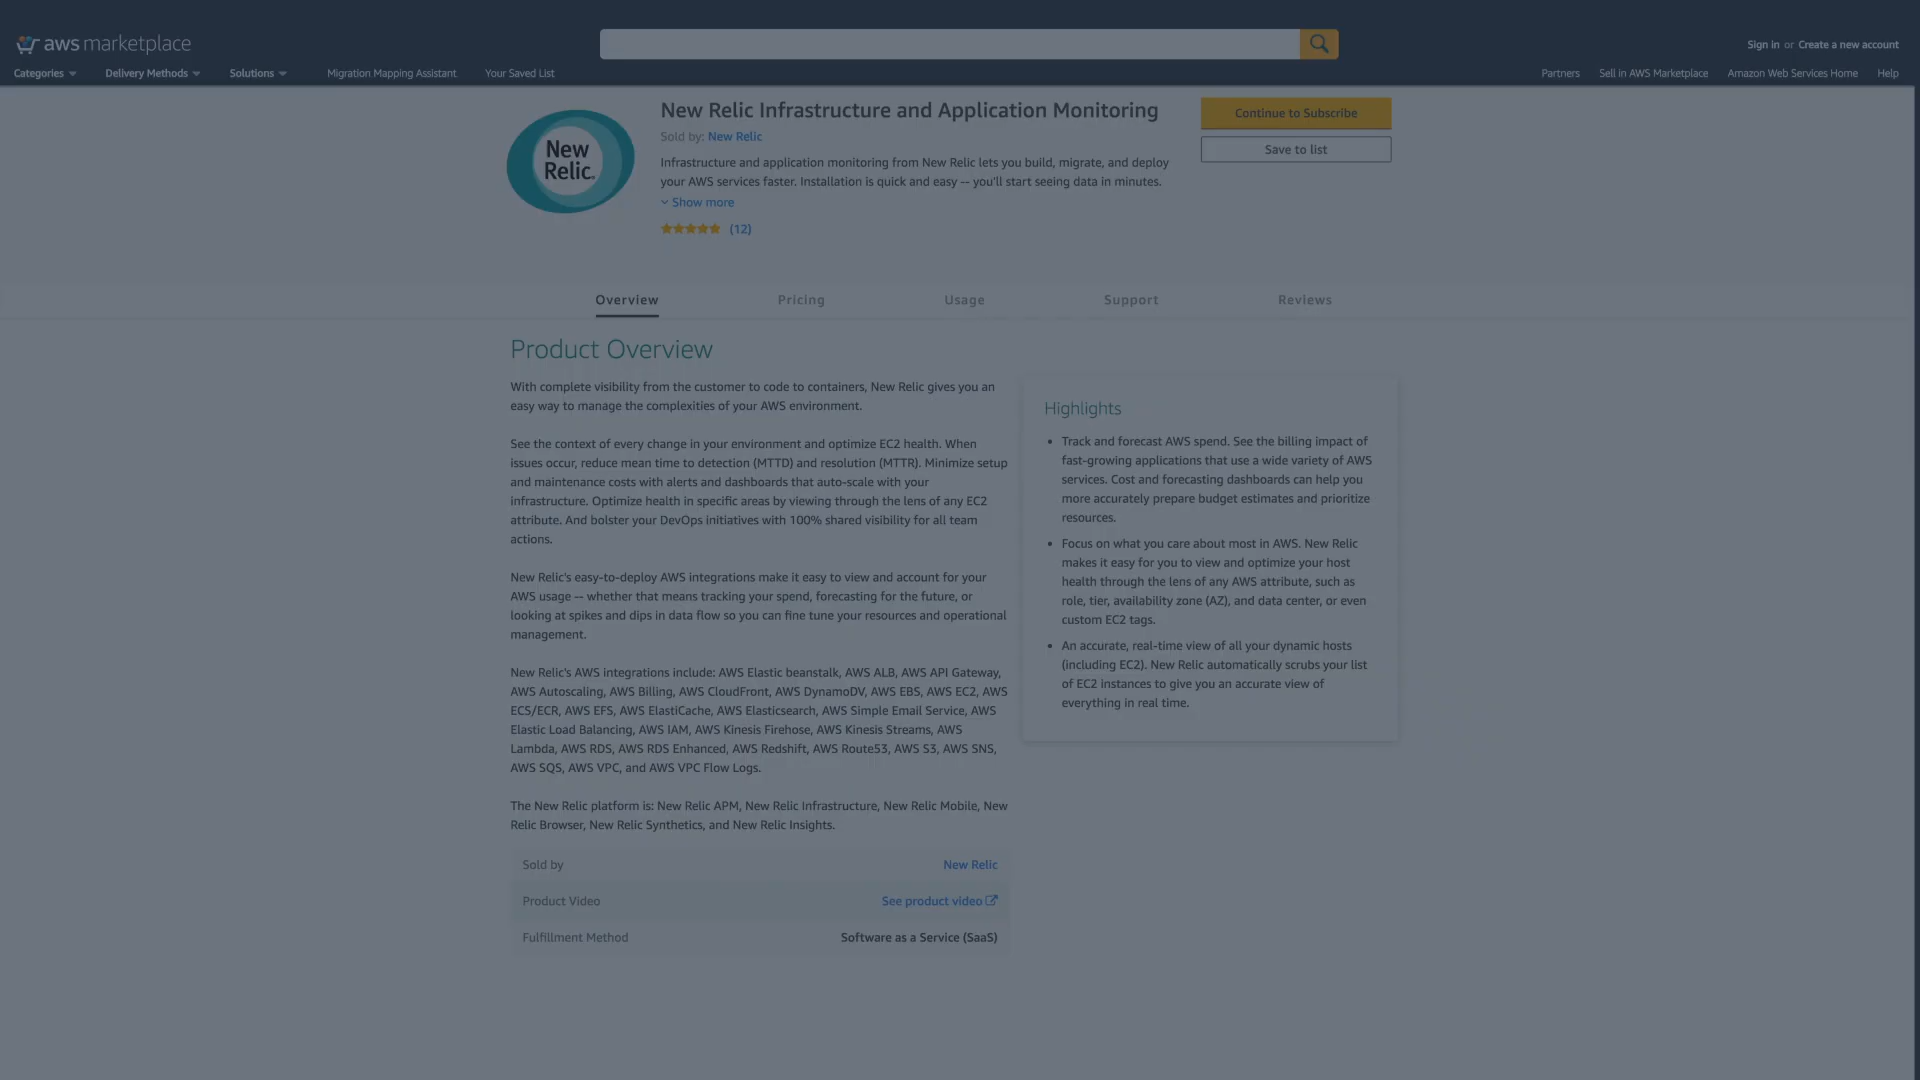 aws marketplace
Sign in or Create a new account
Categories
Delivery Methods
Solutions
Migration Mapping Assistant
Your Saved List
Partners
Sell in AWS Marketplace
Amazon Web Services Home
Help
New
Relic.
New Relic Infrastructure and Application Monitoring
Sold by: New Relic
Infrastructure and application monitoring from New Relic lets you build, migrate, and deploy
your AWS services faster. Installation is quick and easy -- you'll start seeing data in minutes.
Show more
(12)
Continue to Subscribe
Save to list
Overview
Pricing
Usage
Support
Reviews
Product Overview
With complete visibility from the customer to code to containers, New Relic gives you an
easy way to manage the complexities of your AWS environment.
See the context of every change in your environment and optimize EC2 health. When
issues occur, reduce mean time to detection (MTTD) and resolution (MTTR). Minimize setup
and maintenance costs with alerts and dashboards that auto-scale with your
infrastructure. Optimize health in specific areas by viewing through the lens of any EC2
attribute. And bolster your DevOps initiatives with 100% shared visibility for all team
actions.
New Relic's easy-to-deploy AWS integrations make it easy to view and account for your
AWS usage -- whether that means tracking your spend, forecasting for the future, or
looking at spikes and dips in data flow so you can fine tune your resources and operational
management.
New Relic's AWS integrations include: AWS Elastic beanstalk, AWS ALB, AWS API Gateway,
AWS Autoscaling, AWS Billing, AWS CloudFront, AWS DynamoDV, AWS EBS, AWS EC2, AWS
ECS/ECR, AWS EFS, AWS ElastiCache, AWS Elasticsearch, AWS Simple Email Service, AWS
Elastic Load Balancing, AWS IAM, AWS Kinesis Firehose, AWS Kinesis Streams, AWS
Lambda, AWS RDS, AWS RDS Enhanced, AWS Redshift, AWS Route53, AWS S3, AWS SNS,
AWS SQS, AWS VPC, and AWS VPC Flow Logs.
The New Relic platform is: New Relic APM, New Relic Infrastructure, New Relic Mobile, New
Relic Browser, New Relic Synthetics, and New Relic Insights.
Sold by
New Relic
Product Video
See product video
Fulfillment Method
Software as a Service (SaaS)
Highlights
• Track and forecast AWS spend. See the billing impact of
fast-growing applications that use a wide variety of AWS
services. Cost and forecasting dashboards can help you
more accurately prepare budget estimates and prioritize
resources.
• Focus on what you care about most in AWS. New Relic
makes it easy for you to view and optimize your host
health through the lens of any AWS attribute, such as
role, tier, availability zone (AZ), and data center, or even
custom EC2 tags.
• An accurate, real-time view of all your dynamic hosts
(including EC2). New Relic automatically scrubs your list
of EC2 instances to give you an accurate view of
everything in real time.